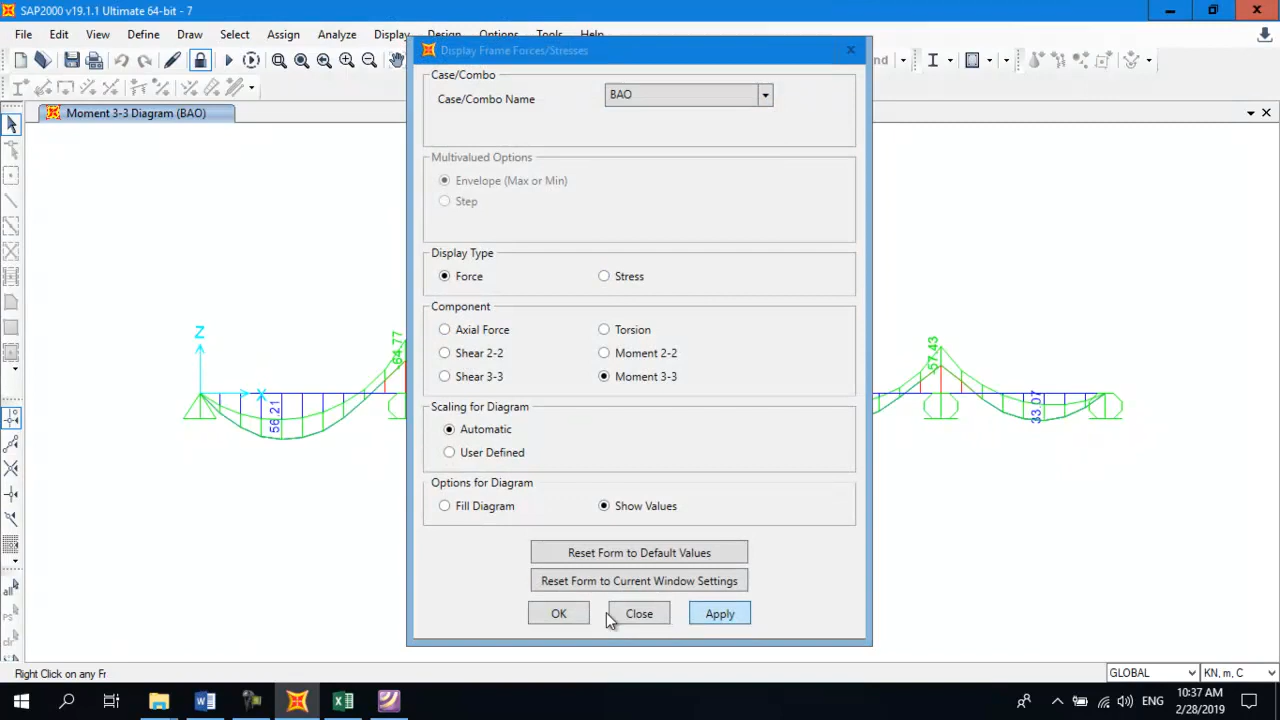 SAP2000 v19.1.1 Ultimate 64-bit - 7
File Edit View Define Draw Select Assign Analyze Display Design Options Tools Help
Display Frame Forces/Stresses
nd
Moment 3-3 Diagram (BAO)
Case/Combo
Case/Combo Name BAO
Multivalued Options
Envelope (Max or Min)
Step
Display Type
Force Stress
Component
Axial Force Torsion
Shear 2-2 Moment 2-2
Shear 3-3 Moment 3-3
Scaling for Diagram
Automatic
User Defined
Options for Diagram
Fill Diagram Show Values
Reset Form to Default Values
Reset Form to Current Window Settings
OK Close Apply
Z
X
56.21
64.77
57.43
33.07
all
Right Click on any Fr
GLOBAL KN, m, C
ENG
10:37 AM
2/28/2019